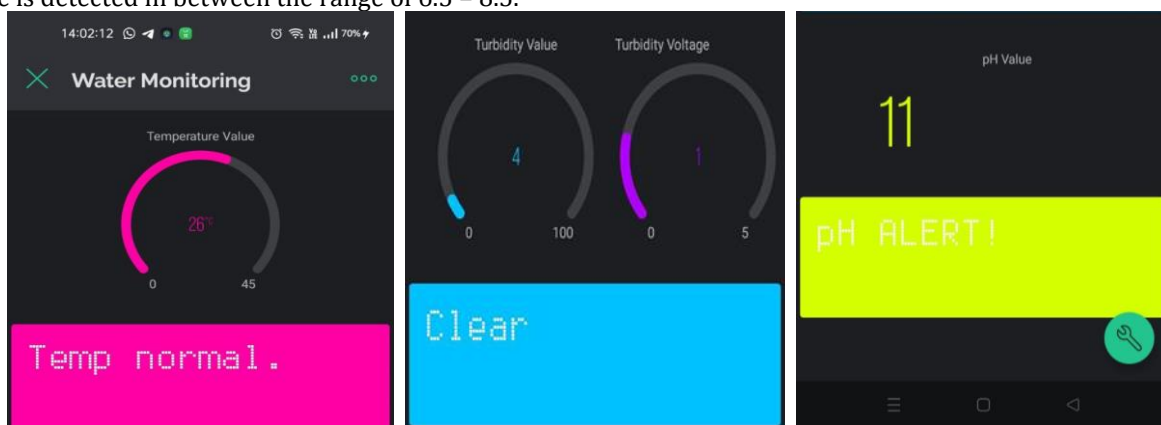 is detected in between the range of 6.5 – 8.5.
14:02:12 70%
Water Monitoring
Temperature Value
26°C
0 45
Temp normal.
Turbidity Value Turbidity Voltage
4 1
0 100 0 5
Clear
pH Value
11
pH ALERT!